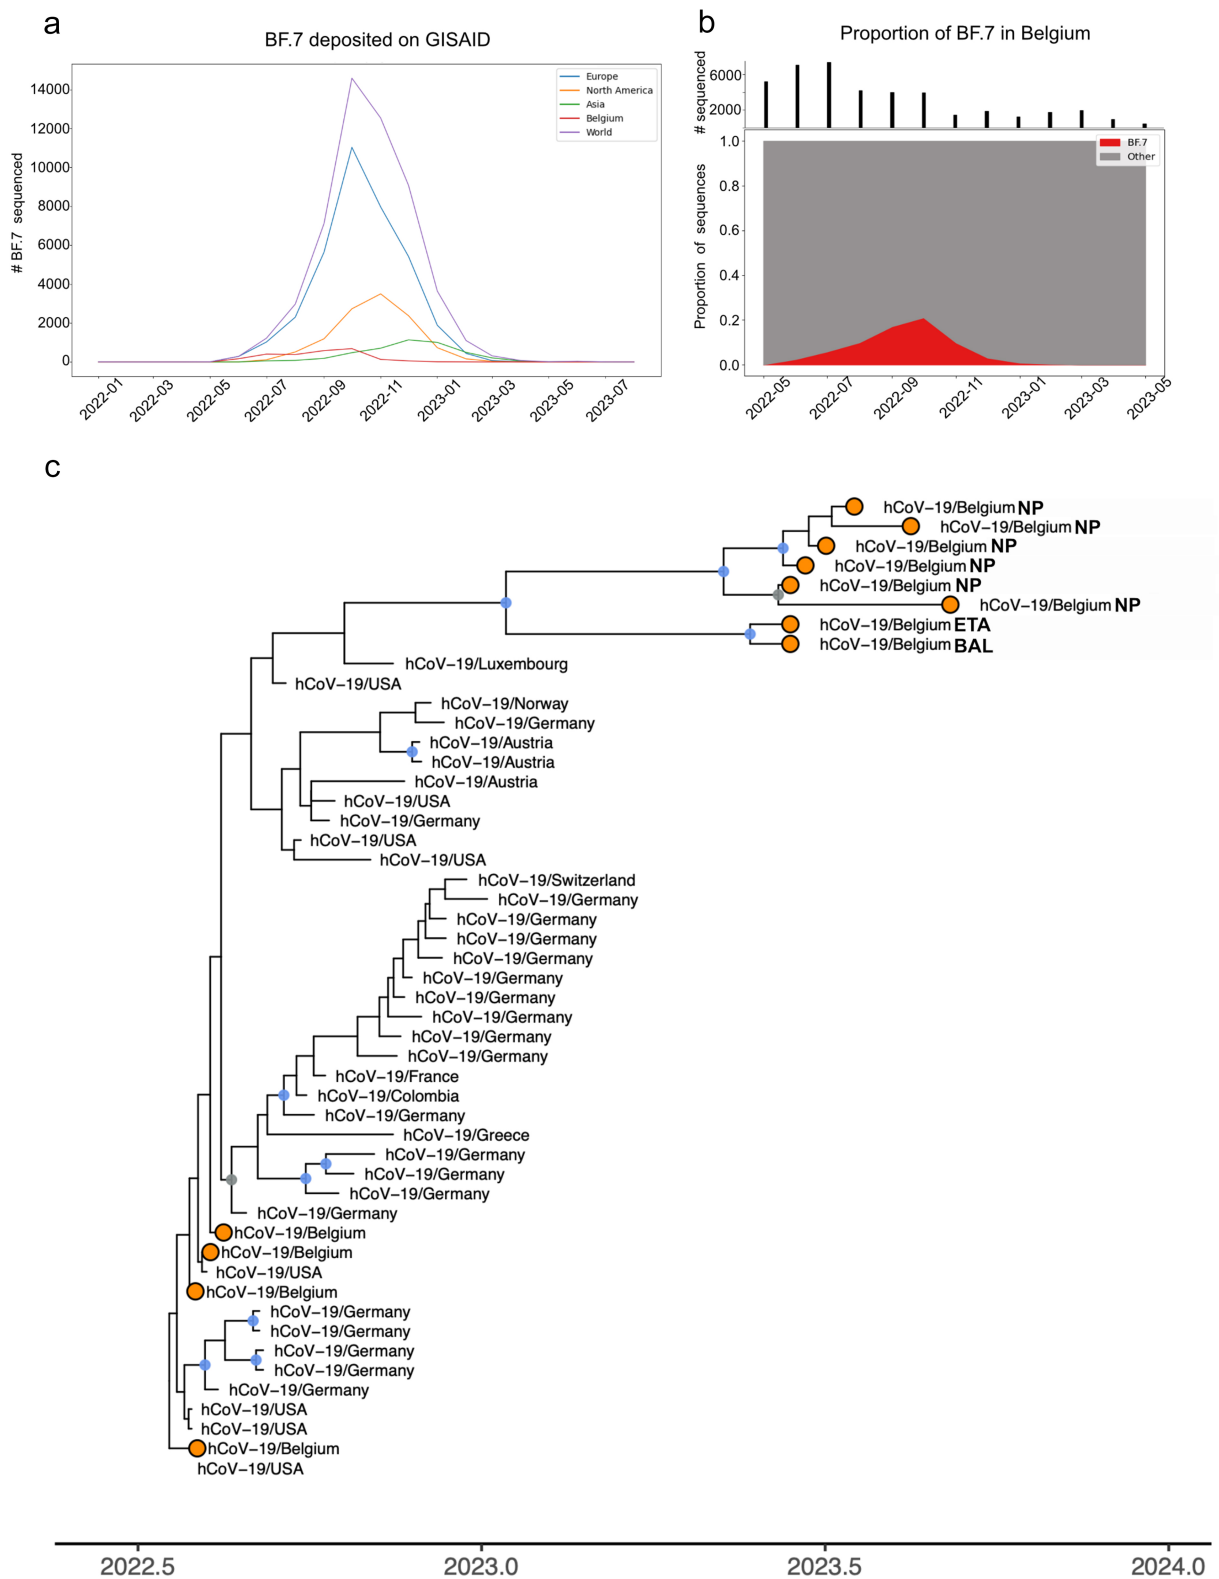 a
BF.7 deposited on GISAID
# BF.7 sequenced
14000
12000
10000
8000
6000
4000
2000
0
Europe
North America
Asia
Belgium
World
2022-01
2022-03
2022-05
2022-07
2022-09
2022-11
2023-01
2023-03
2023-05
2023-07
b
Proportion of BF.7 in Belgium
# sequenced
6000
2000
Proportion of sequences
1.0
0.8
0.6
0.4
0.2
0.0
BF.7
Other
2022-05
2022-07
2022-09
2022-11
2023-01
2023-03
2023-05
c
hCoV-19/Belgium NP
hCoV-19/Belgium NP
hCoV-19/Belgium NP
hCoV-19/Belgium NP
hCoV-19/Belgium NP
hCoV-19/Belgium NP
hCoV-19/Belgium ETA
hCoV-19/Belgium BAL
hCoV-19/Luxembourg
hCoV-19/USA
hCoV-19/Norway
hCoV-19/Germany
hCoV-19/Austria
hCoV-19/Austria
hCoV-19/Austria
hCoV-19/USA
hCoV-19/Germany
hCoV-19/USA
hCoV-19/USA
hCoV-19/Switzerland
hCoV-19/Germany
hCoV-19/Germany
hCoV-19/Germany
hCoV-19/Germany
hCoV-19/Germany
hCoV-19/Germany
hCoV-19/Germany
hCoV-19/Germany
hCoV-19/Germany
hCoV-19/France
hCoV-19/Colombia
hCoV-19/Germany
hCoV-19/Greece
hCoV-19/Germany
hCoV-19/Germany
hCoV-19/Germany
hCoV-19/Germany
hCoV-19/Belgium
hCoV-19/Belgium
hCoV-19/USA
hCoV-19/Belgium
hCoV-19/Germany
hCoV-19/Germany
hCoV-19/Germany
hCoV-19/Germany
hCoV-19/Germany
hCoV-19/USA
hCoV-19/USA
hCoV-19/Belgium
hCoV-19/USA
2022.5
2023.0
2023.5
2024.0